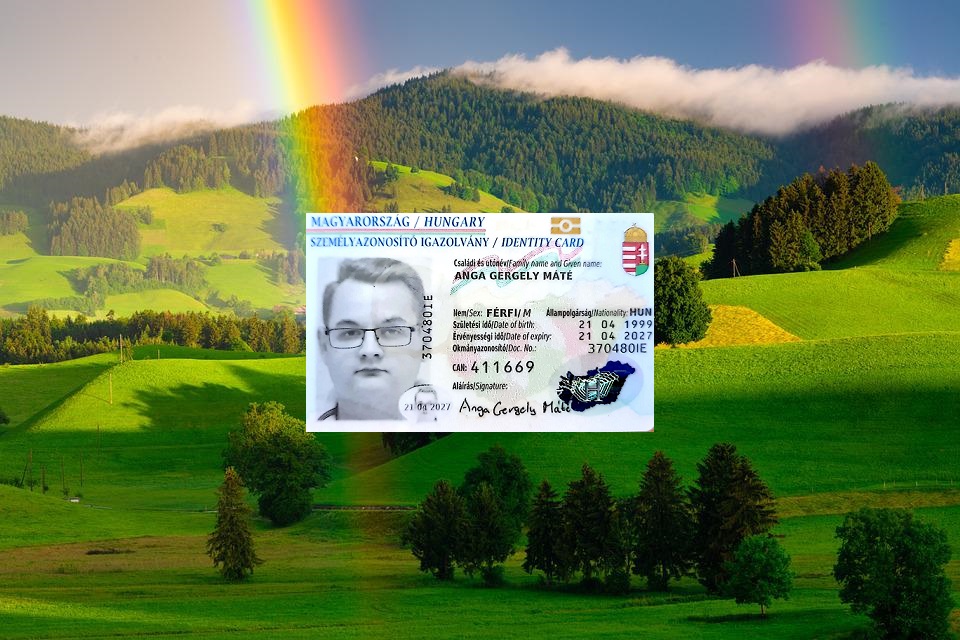 MAGYARORSZÁG / HUNGARY
SZEMÉLYAZONOSÍTÓ IGAZOLVÁNY / IDENTITY CARD
Családi és utónév/Family name and Given name:
ANGA GERGELY MÁTÉ
Nem/Sex: FÉRFI/M Állampolgárság/Nationality: HUN
Születési idő/Date of birth: 21 04 1999
Érvényességi idő/Date of expiry: 21 04 2027
Okmányazonosító/Doc. No.: 370480IE
CAN: 411669
Aláírás/Signature:
Anga Gergely Máté
370480IE
21 04 2027